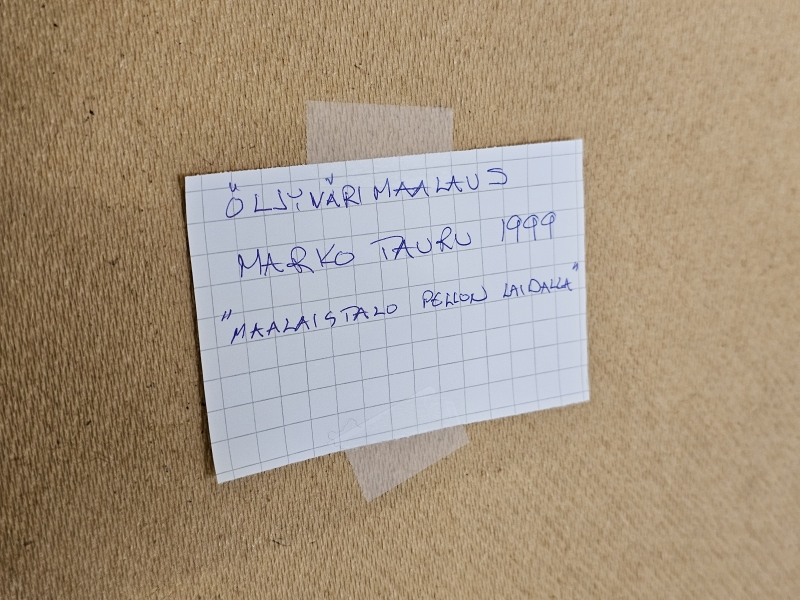 ÖLJYVÄRIMAALAUS
MARKO TAURU 1999
"MAALAISTALO PELLON LAIDALLA"